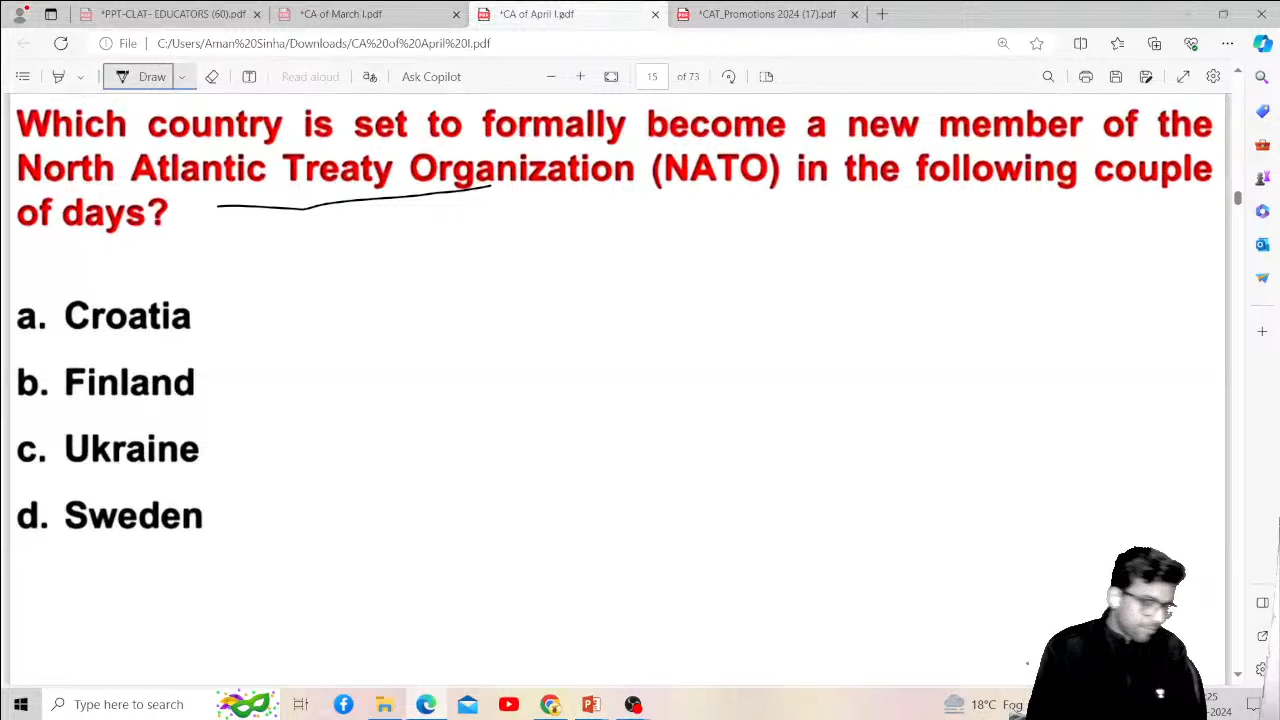 *PPT-CLAT- EDUCATORS (60).pdf
*CA of March I.pdf
*CA of April I.pdf
*CAT_Promotions 2024 (17).pdf
File
C:/Users/Aman%20Sinha/Downloads/CA%20of%20April%20I.pdf
Draw
Read aloud
Ask Copilot
15
of 73
Which country is set to formally become a new member of the
North Atlantic Treaty Organization (NATO) in the following couple
of days?
a. Croatia
b. Finland
c. Ukraine
d. Sweden
Type here to search
18°C Fog